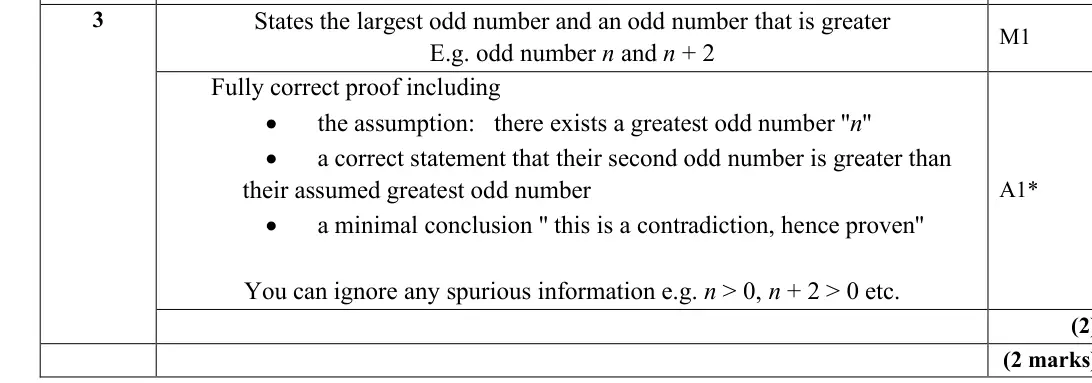 3
States the largest odd number and an odd number that is greater
E.g. odd number n and n + 2
M1
Fully correct proof including
• the assumption: there exists a greatest odd number "n"
• a correct statement that their second odd number is greater than
their assumed greatest odd number
• a minimal conclusion " this is a contradiction, hence proven"
You can ignore any spurious information e.g. n > 0, n + 2 > 0 etc.
A1*
(2)
(2 marks)